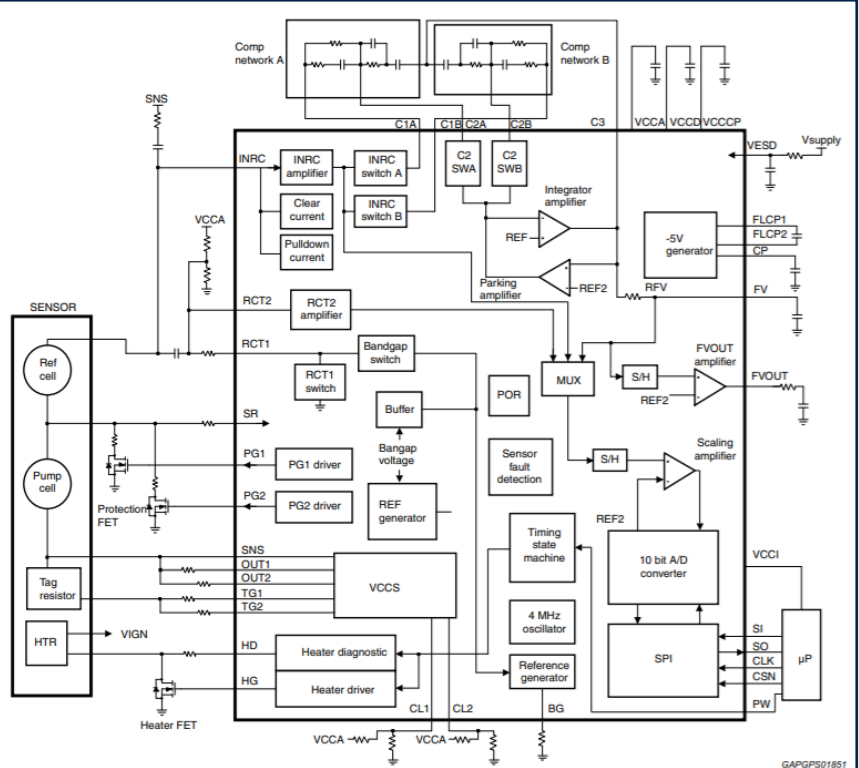 Comp
network A
Comp
network B
SNS
C1A
C1B
C2A
C2B
C3
VCCA
VCCD
VCCCP
Vsupply
VESD
INRC
INRC
amplifier
INRC
switch A
C2
SWA
C2
SWB
Clear
current
INRC
switch B
Integrator
amplifier
REF
Pulldown
current
VCCA
-5V
generator
FLCP1
FLCP2
CP
Parking
amplifier
REF2
RFV
FV
SENSOR
RCT2
RCT2
amplifier
Ref
cell
RCT1
Bandgap
switch
RCT1
switch
MUX
S/H
FVOUT
amplifier
REF2
FVOUT
POR
Buffer
SR
Bangap
voltage
PG1
PG1 driver
Pump
cell
Protection
FET
PG2
PG2 driver
REF
generator
Sensor
fault
detection
S/H
Scaling
amplifier
REF2
SNS
OUT1
OUT2
TG1
TG2
VCCS
Timing
state
machine
10 bit A/D
converter
VCCI
Tag
resistor
4 MHz
oscillator
HTR
VIGN
HD
Heater diagnostic
HG
Heater driver
Reference
generator
SPI
SI
SO
CLK
CSN
PW
µP
Heater FET
CL1
CL2
BG
VCCA
VCCA
GAPGPS01851